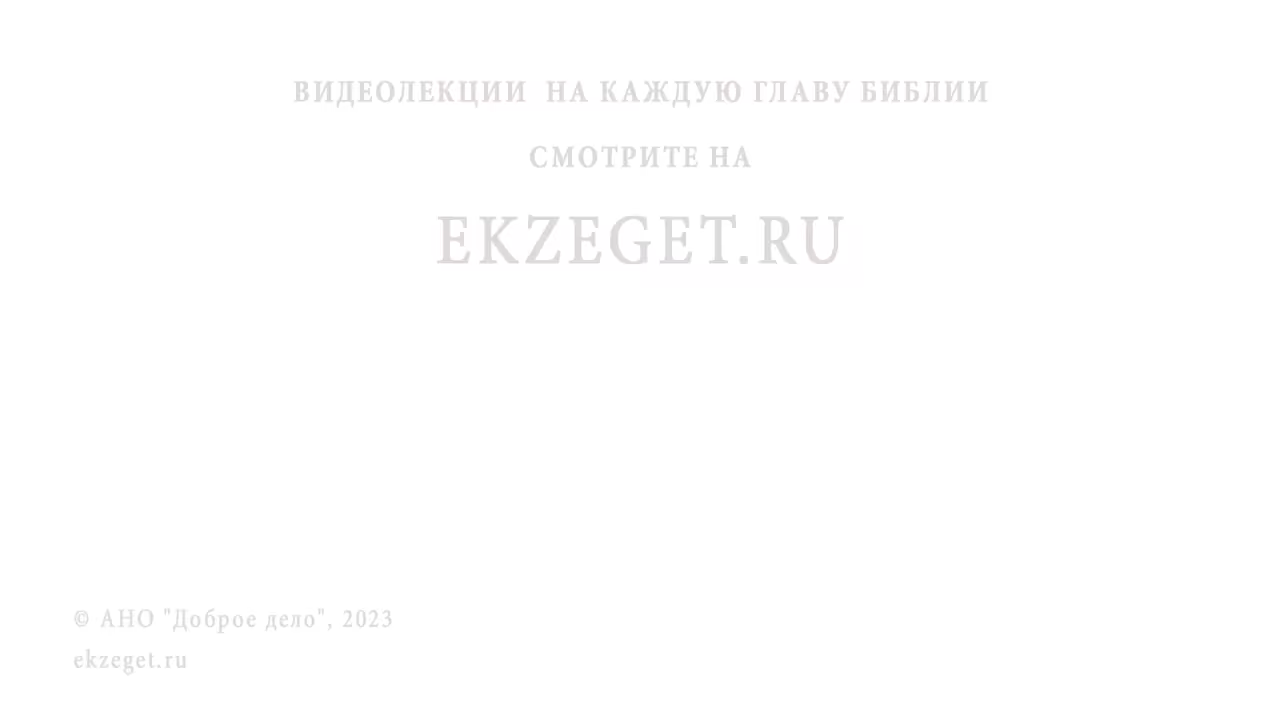 ВИДЕОЛЕКЦИИ НА КАЖДУЮ ГЛАВУ БИБЛИИ
СМОТРИТЕ НА
EKZEGET.RU
© АНО "Доброе дело", 2023
ekzeget.ru